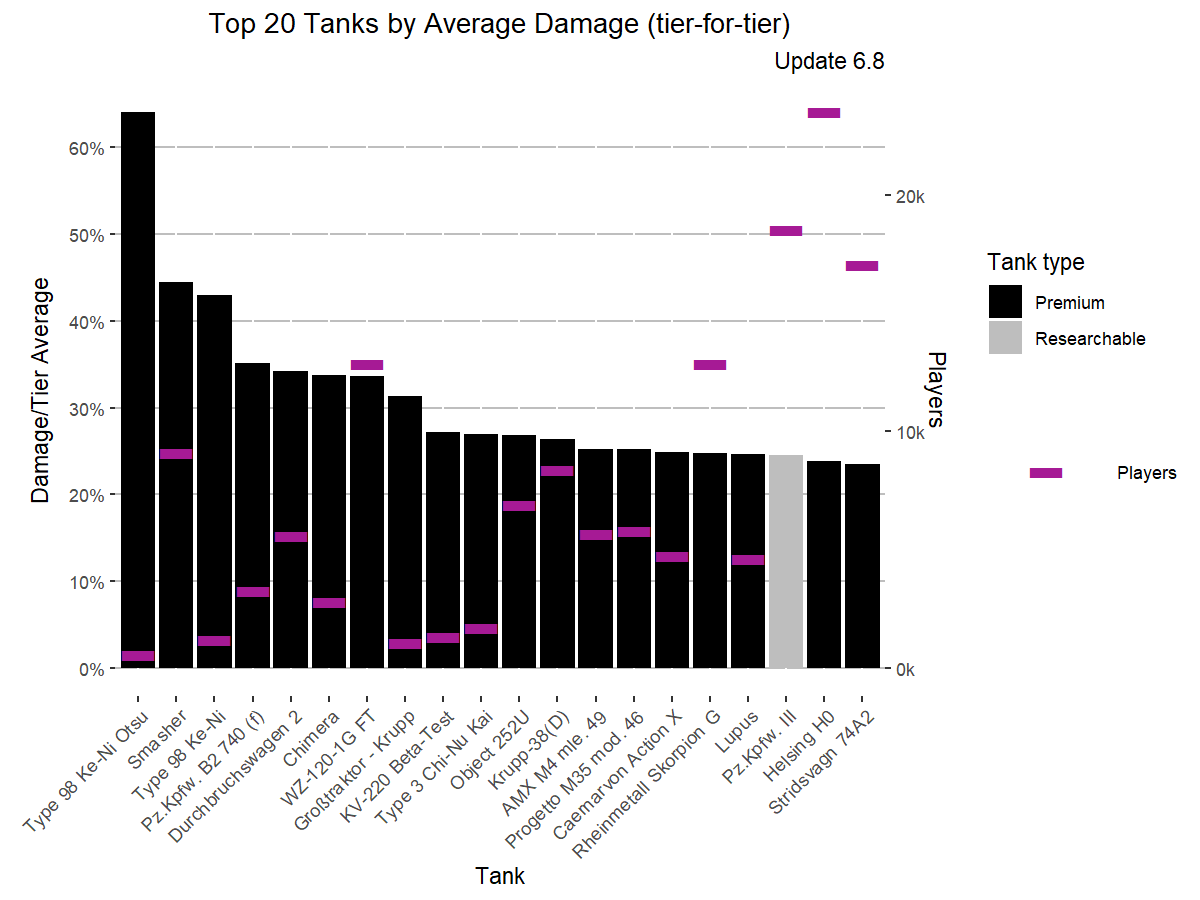 Top 20 Tanks by Average Damage (tier-for-tier)
Update 6.8
60%
50%
40%
30%
20%
10%
0%
Damage/Tier Average
20k
10k
0k
Players
Tank type
Premium
Researchable
Players
Type 98 Ke-Ni Otsu
Smasher
Type 98 Ke-Ni
Pz.Kpfw. B2 740 (f)
Durchbruchswagen 2
Chimera
WZ-120-1G FT
Großtraktor - Krupp
KV-220 Beta-Test
Type 3 Chi-Nu Kai
Object 252U
Krupp-38(D)
AMX M4 mle. 49
Progetto M35 mod. 46
Caernarvon Action X
Rheinmetall Skorpion G
Lupus
Pz.Kpfw. III
Helsing H0
Stridsvagn 74A2
Tank